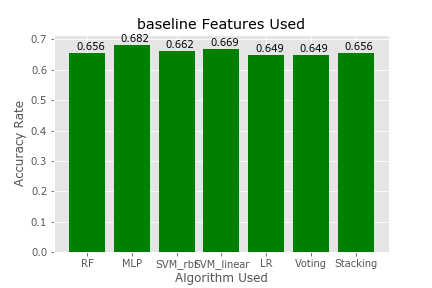 baseline Features Used
0.7
0.6
0.5
0.4
0.3
0.2
0.1
0.0
Accuracy Rate
0.656 0.682 0.662 0.669 0.649 0.649 0.656
RF MLP SVM_rbf SVM_linear LR Voting Stacking
Algorithm Used